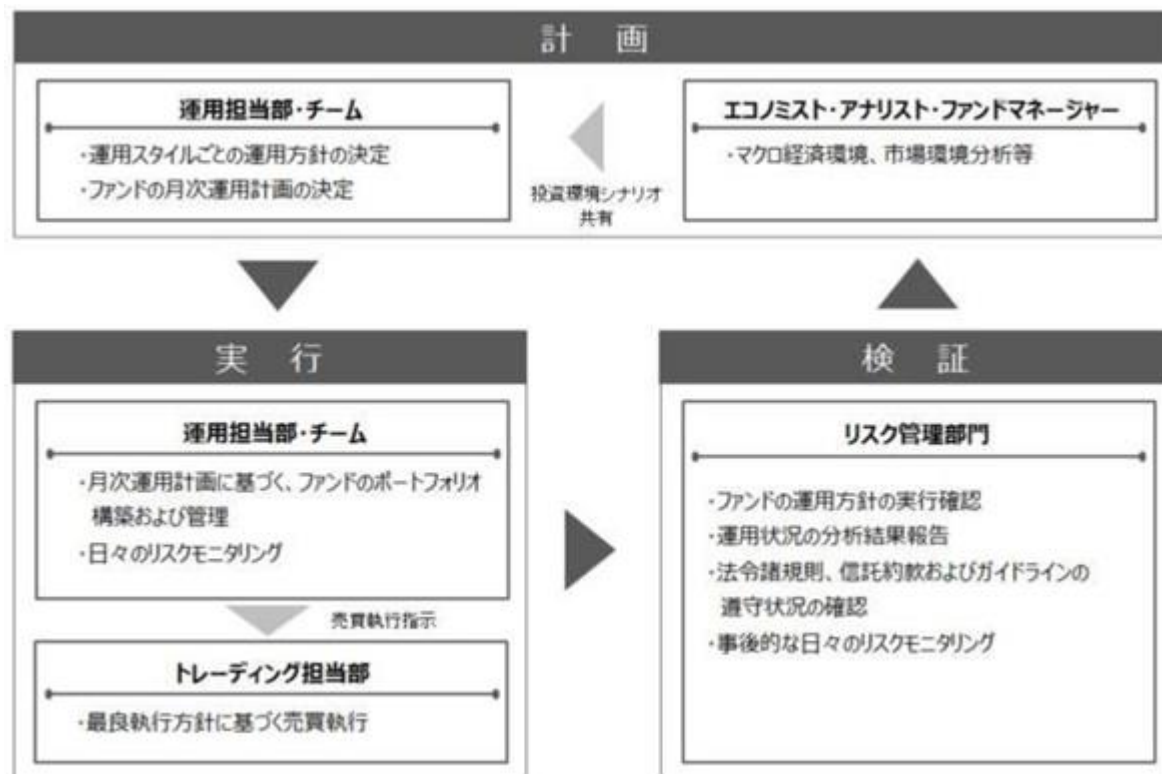 計 画
運用担当部・チーム
・運用スタイルごとの運用方針の決定
・ファンドの月次運用計画の決定
投資環境シナリオ
共有
エコノミスト・アナリスト・ファンドマネージャー
・マクロ経済環境、市場環境分析等
実 行
運用担当部・チーム
・月次運用計画に基づく、ファンドのポートフォリオ
構築および管理
・日々のリスクモニタリング
売買執行指示
トレーディング担当部
・最良執行方針に基づく売買執行
検 証
リスク管理部門
・ファンドの運用方針の実行確認
・運用状況の分析結果報告
・法令諸規則、信託約款およびガイドラインの
遵守状況の確認
・事後的な日々のリスクモニタリング